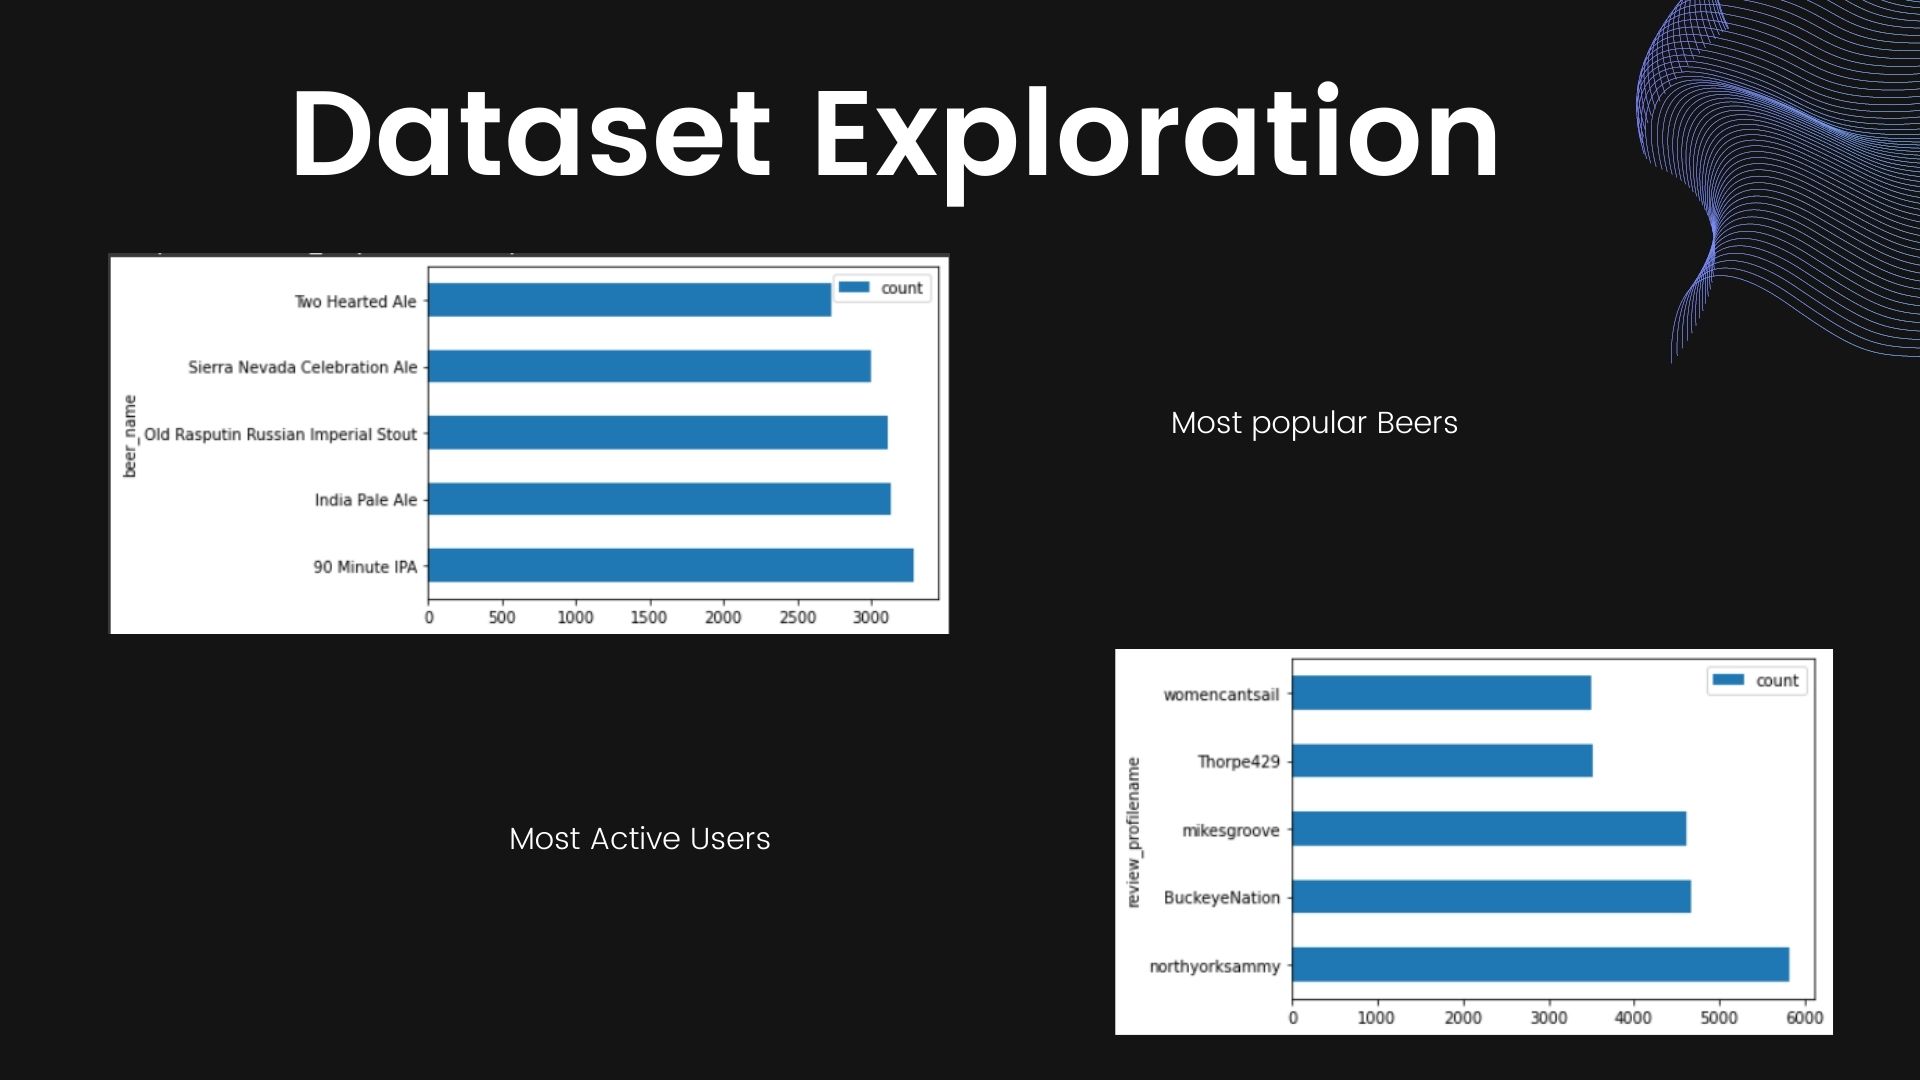 Dataset Exploration
count
Two Hearted Ale
Sierra Nevada Celebration Ale
Old Rasputin Russian Imperial Stout
India Pale Ale
90 Minute IPA
beer_name
0 500 1000 1500 2000 2500 3000
Most popular Beers
Most Active Users
count
womencantsail
Thorpe429
mikesgroove
BuckeyeNation
northyorksammy
review_profilename
0 1000 2000 3000 4000 5000 6000